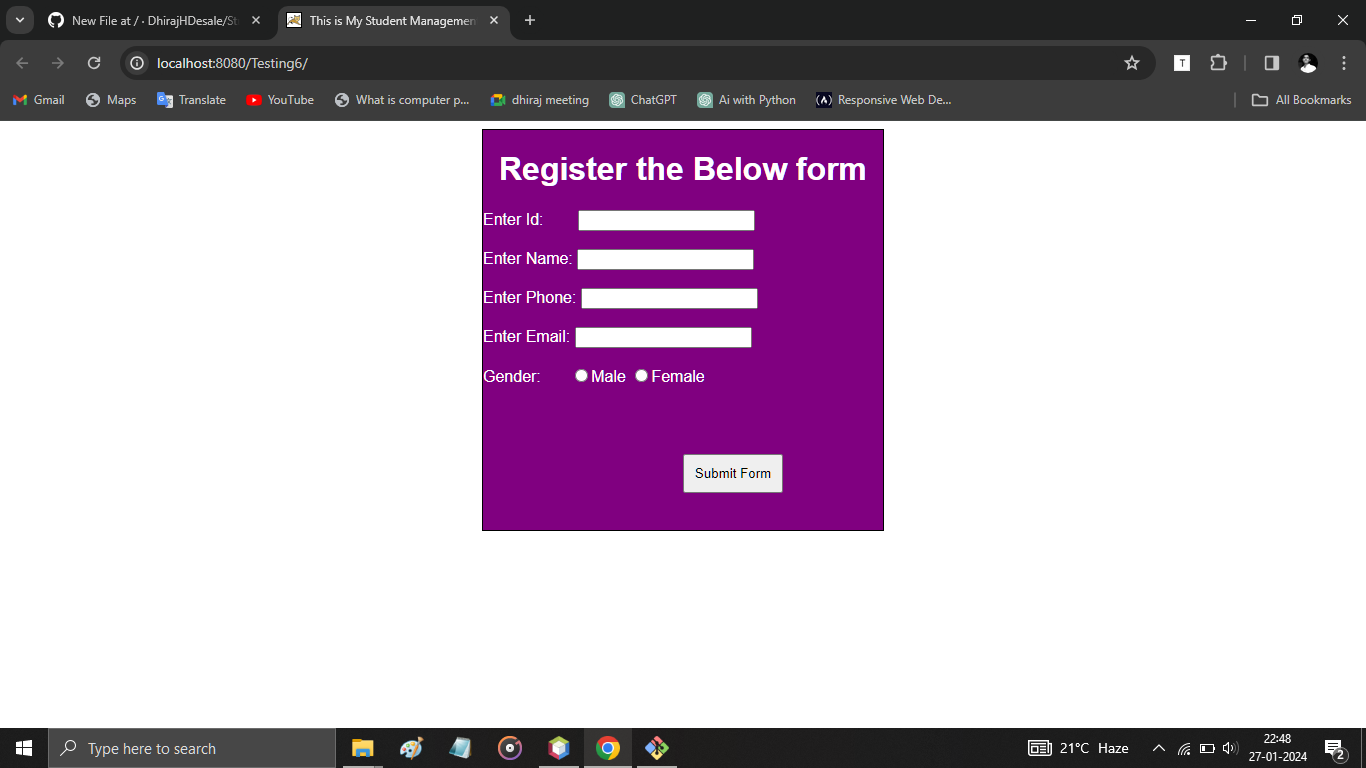 New File at / · DhirajHDesale/St
This is My Student Managemen
localhost:8080/Testing6/
T
Gmail
Maps
Translate
YouTube
What is computer p...
dhiraj meeting
ChatGPT
Ai with Python
Responsive Web De...
All Bookmarks
Register the Below form
Enter Id:
Enter Name:
Enter Phone:
Enter Email:
Gender: Male Female
Submit Form
Type here to search
21°C Haze
22:48
27-01-2024
2